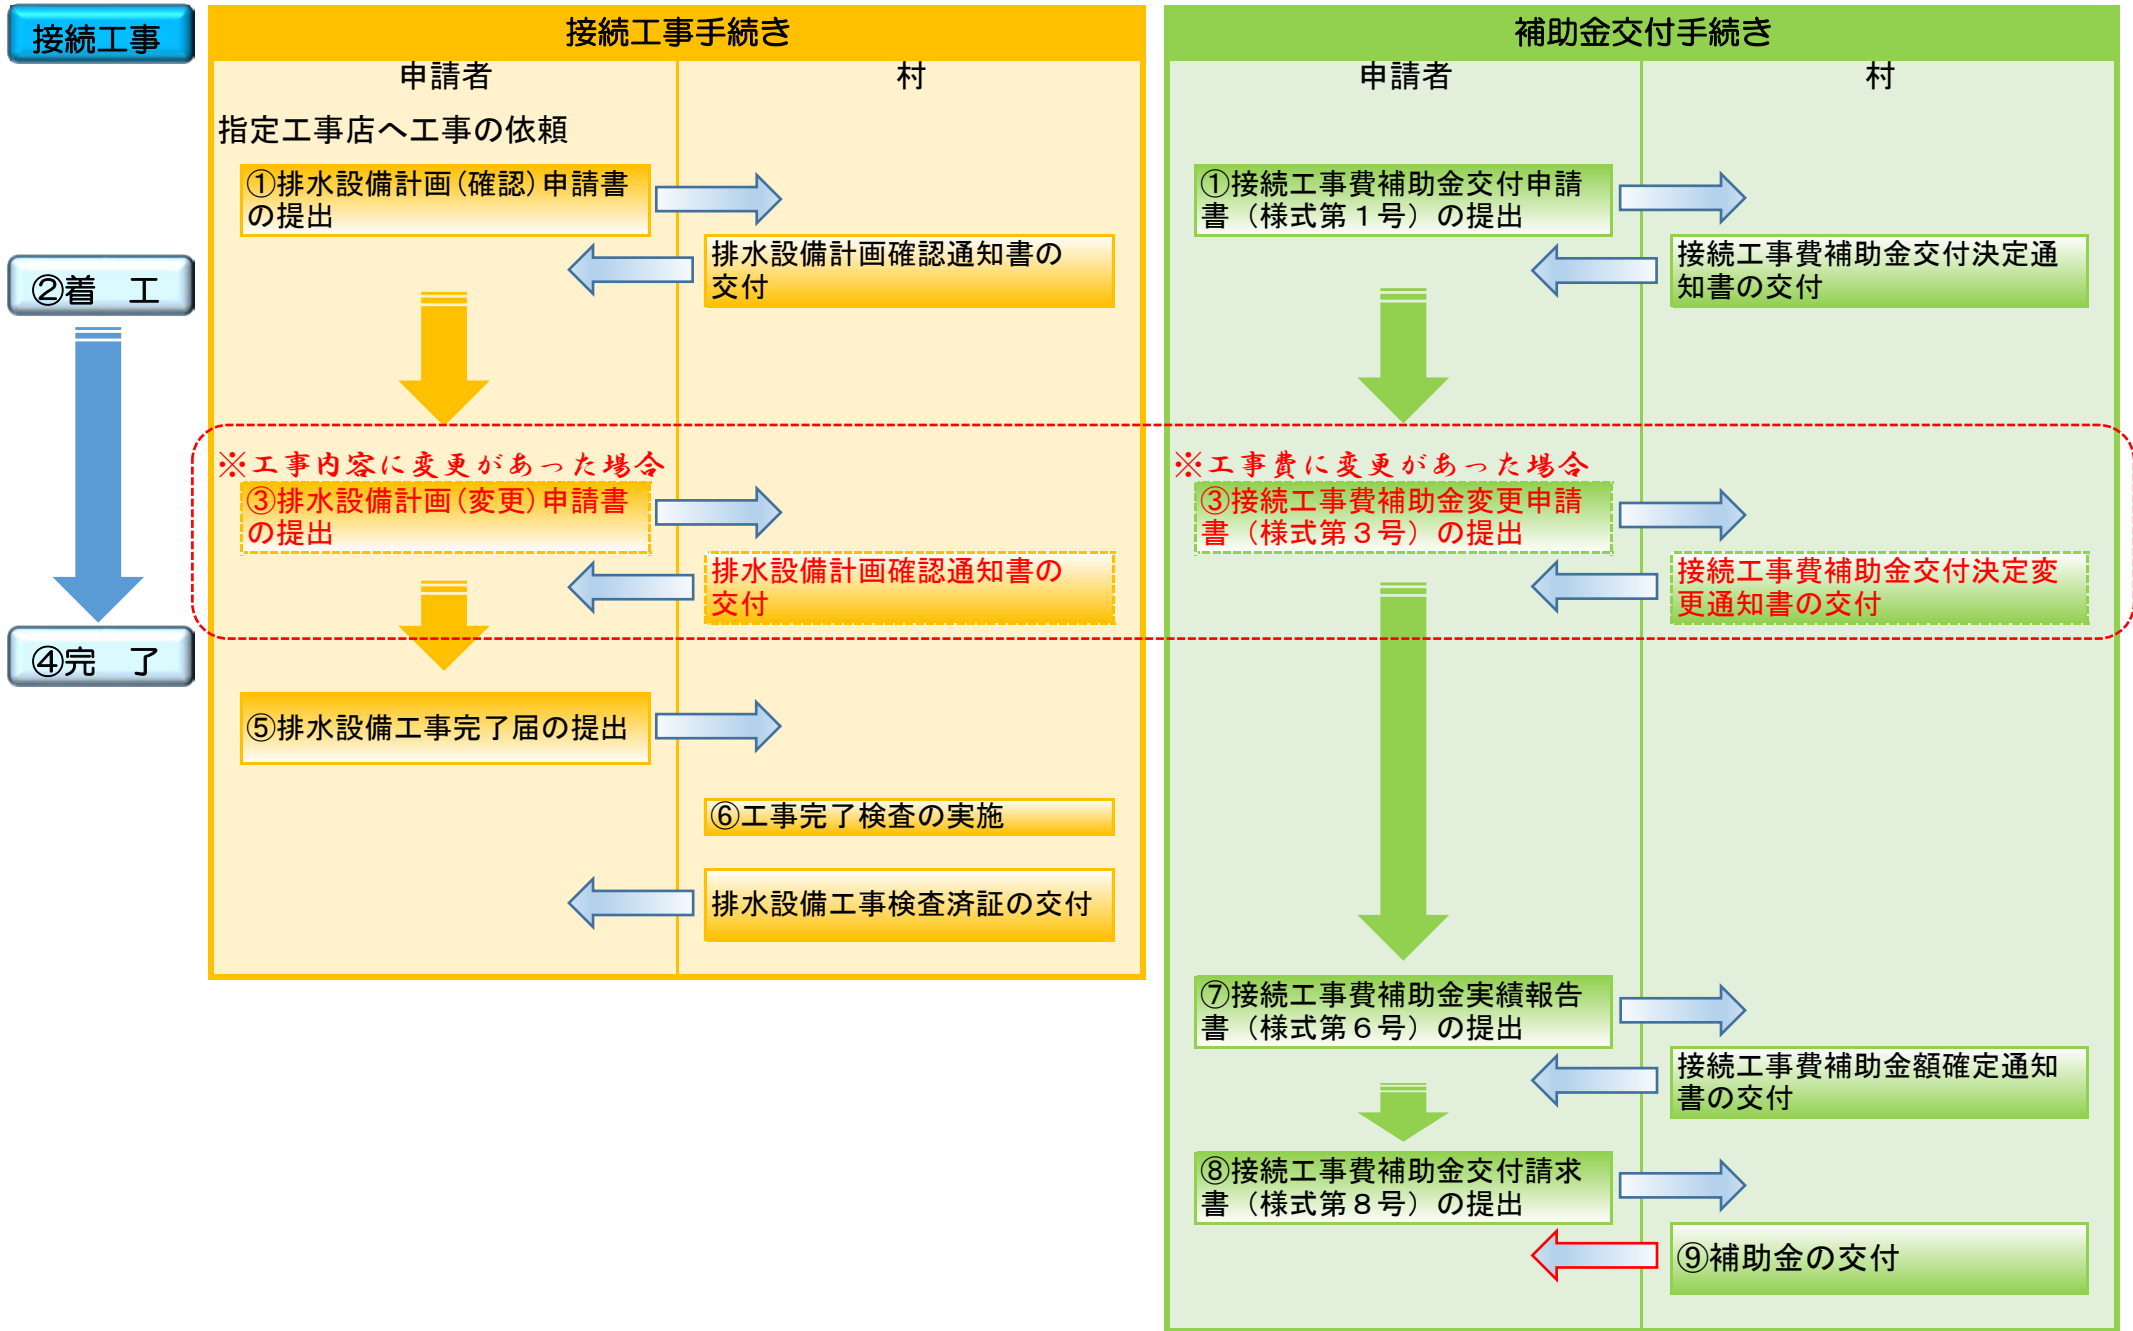 接続工事
接続工事手続き
申請者
村
指定工事店へ工事の依頼
①排水設備計画(確認)申請書
の提出
排水設備計画確認通知書の
交付
②着　工
※工事内容に変更があった場合
③排水設備計画(変更)申請書
の提出
排水設備計画確認通知書の
交付
④完　了
⑤排水設備工事完了届の提出
⑥工事完了検査の実施
排水設備工事検査済証の交付
補助金交付手続き
申請者
村
①接続工事費補助金交付申請
書（様式第１号）の提出
接続工事費補助金交付決定通
知書の交付
※工事費に変更があった場合
③接続工事費補助金変更申請
書（様式第３号）の提出
接続工事費補助金交付決定変
更通知書の交付
⑦接続工事費補助金実績報告
書（様式第６号）の提出
接続工事費補助金額確定通知
書の交付
⑧接続工事費補助金交付請求
書（様式第８号）の提出
⑨補助金の交付